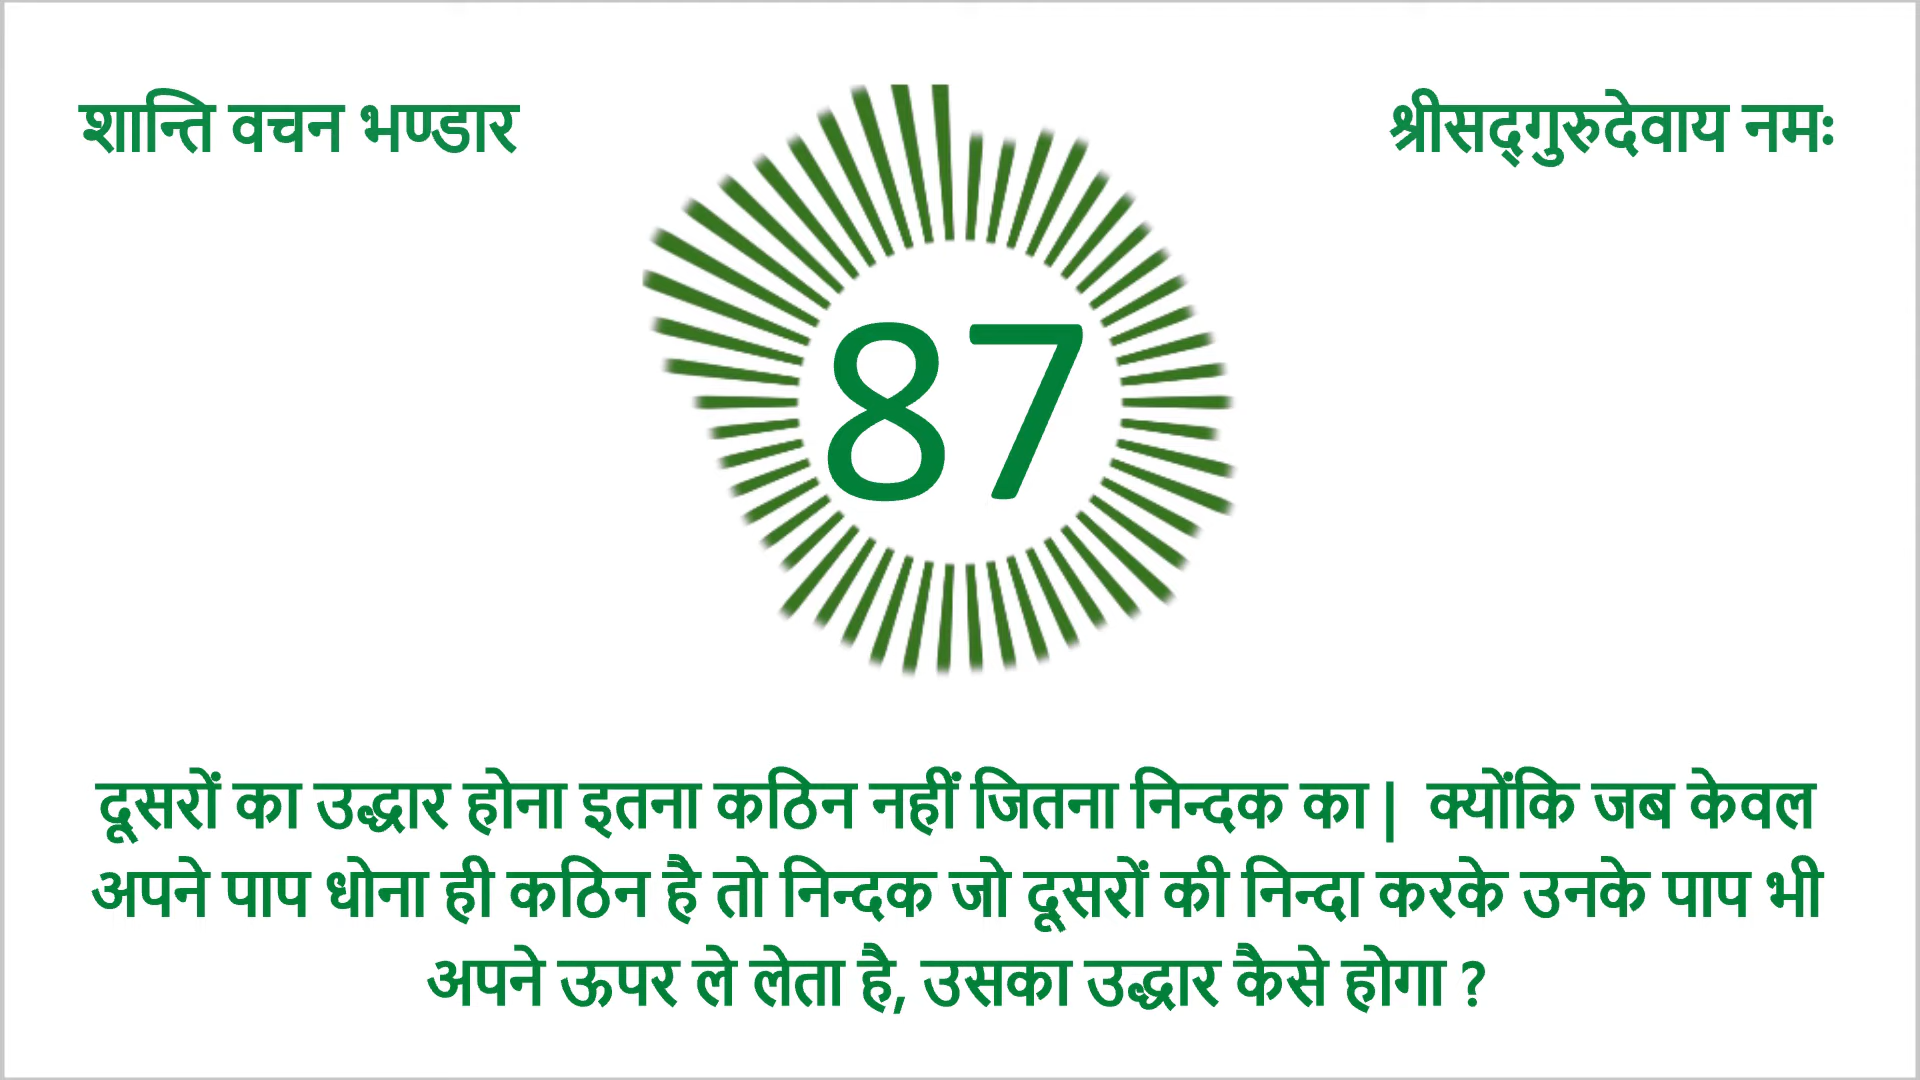 शान्ति वचन भण्डार
श्रीसद्‌गुरुदेवाय नमः
87
दूसरों का उद्धार होना इतना कठिन नहीं जितना निन्दक का | क्योंकि जब केवल
अपने पाप धोना ही कठिन है तो निन्दक जो दूसरों की निन्दा करके उनके पाप भी
अपने ऊपर ले लेता है, उसका उद्धार कैसे होगा ?